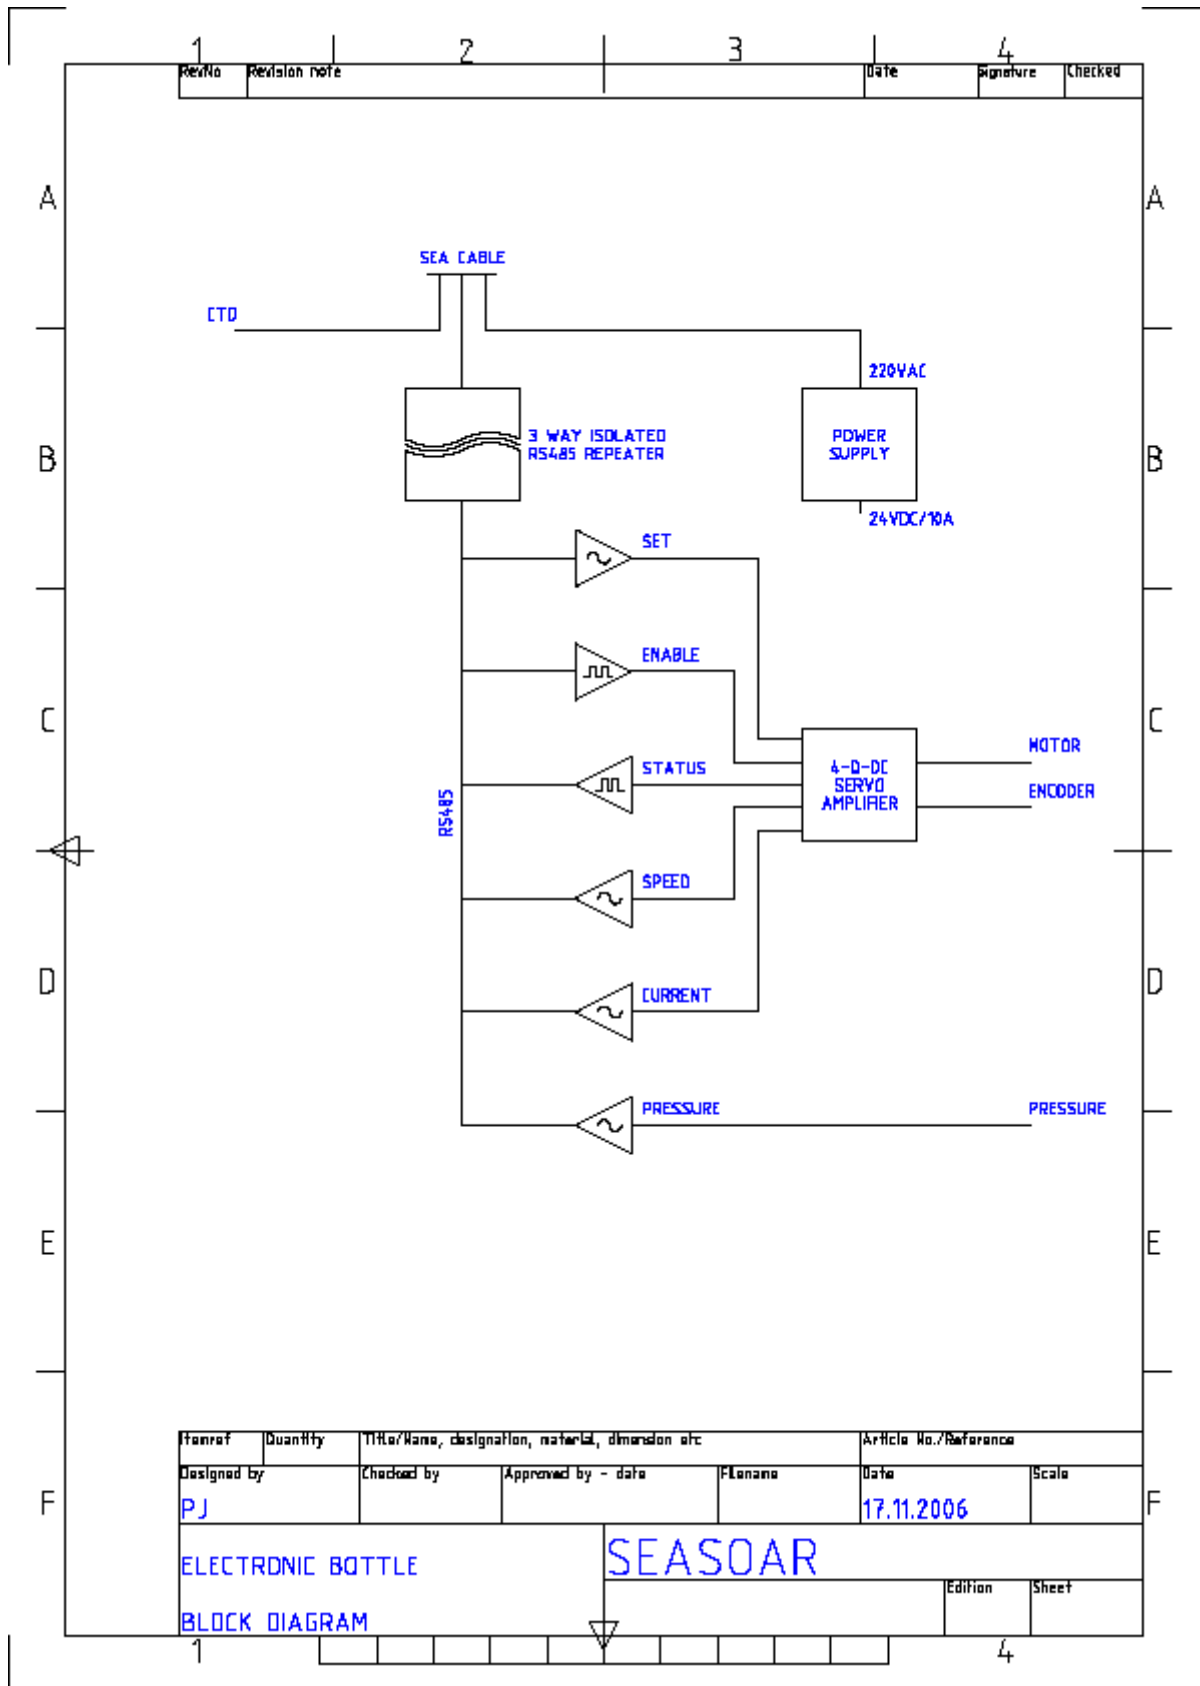 1 2 3 4
RevNo Revision note Date Signature Checked
A A
SEA CABLE
CTD
220VAC
B B
3 WAY ISOLATED
RS485 REPEATER
POWER
SUPPLY
24VDC/10A
SET
ENABLE
C C
STATUS
RS485
4-Q-DC
SERVO
AMPLIFIER
MOTOR
ENCODER
SPEED
D D
CURRENT
PRESSURE PRESSURE
E E
Itemref Quantity Title/Name, designation, material, dimension etc Article No./Reference
Designed by Checked by Approved by - date Filename Date Scale
F F
PJ 17.11.2006
ELECTRONIC BOTTLE
SEASOAR
Edition Sheet
BLOCK DIAGRAM
1 4